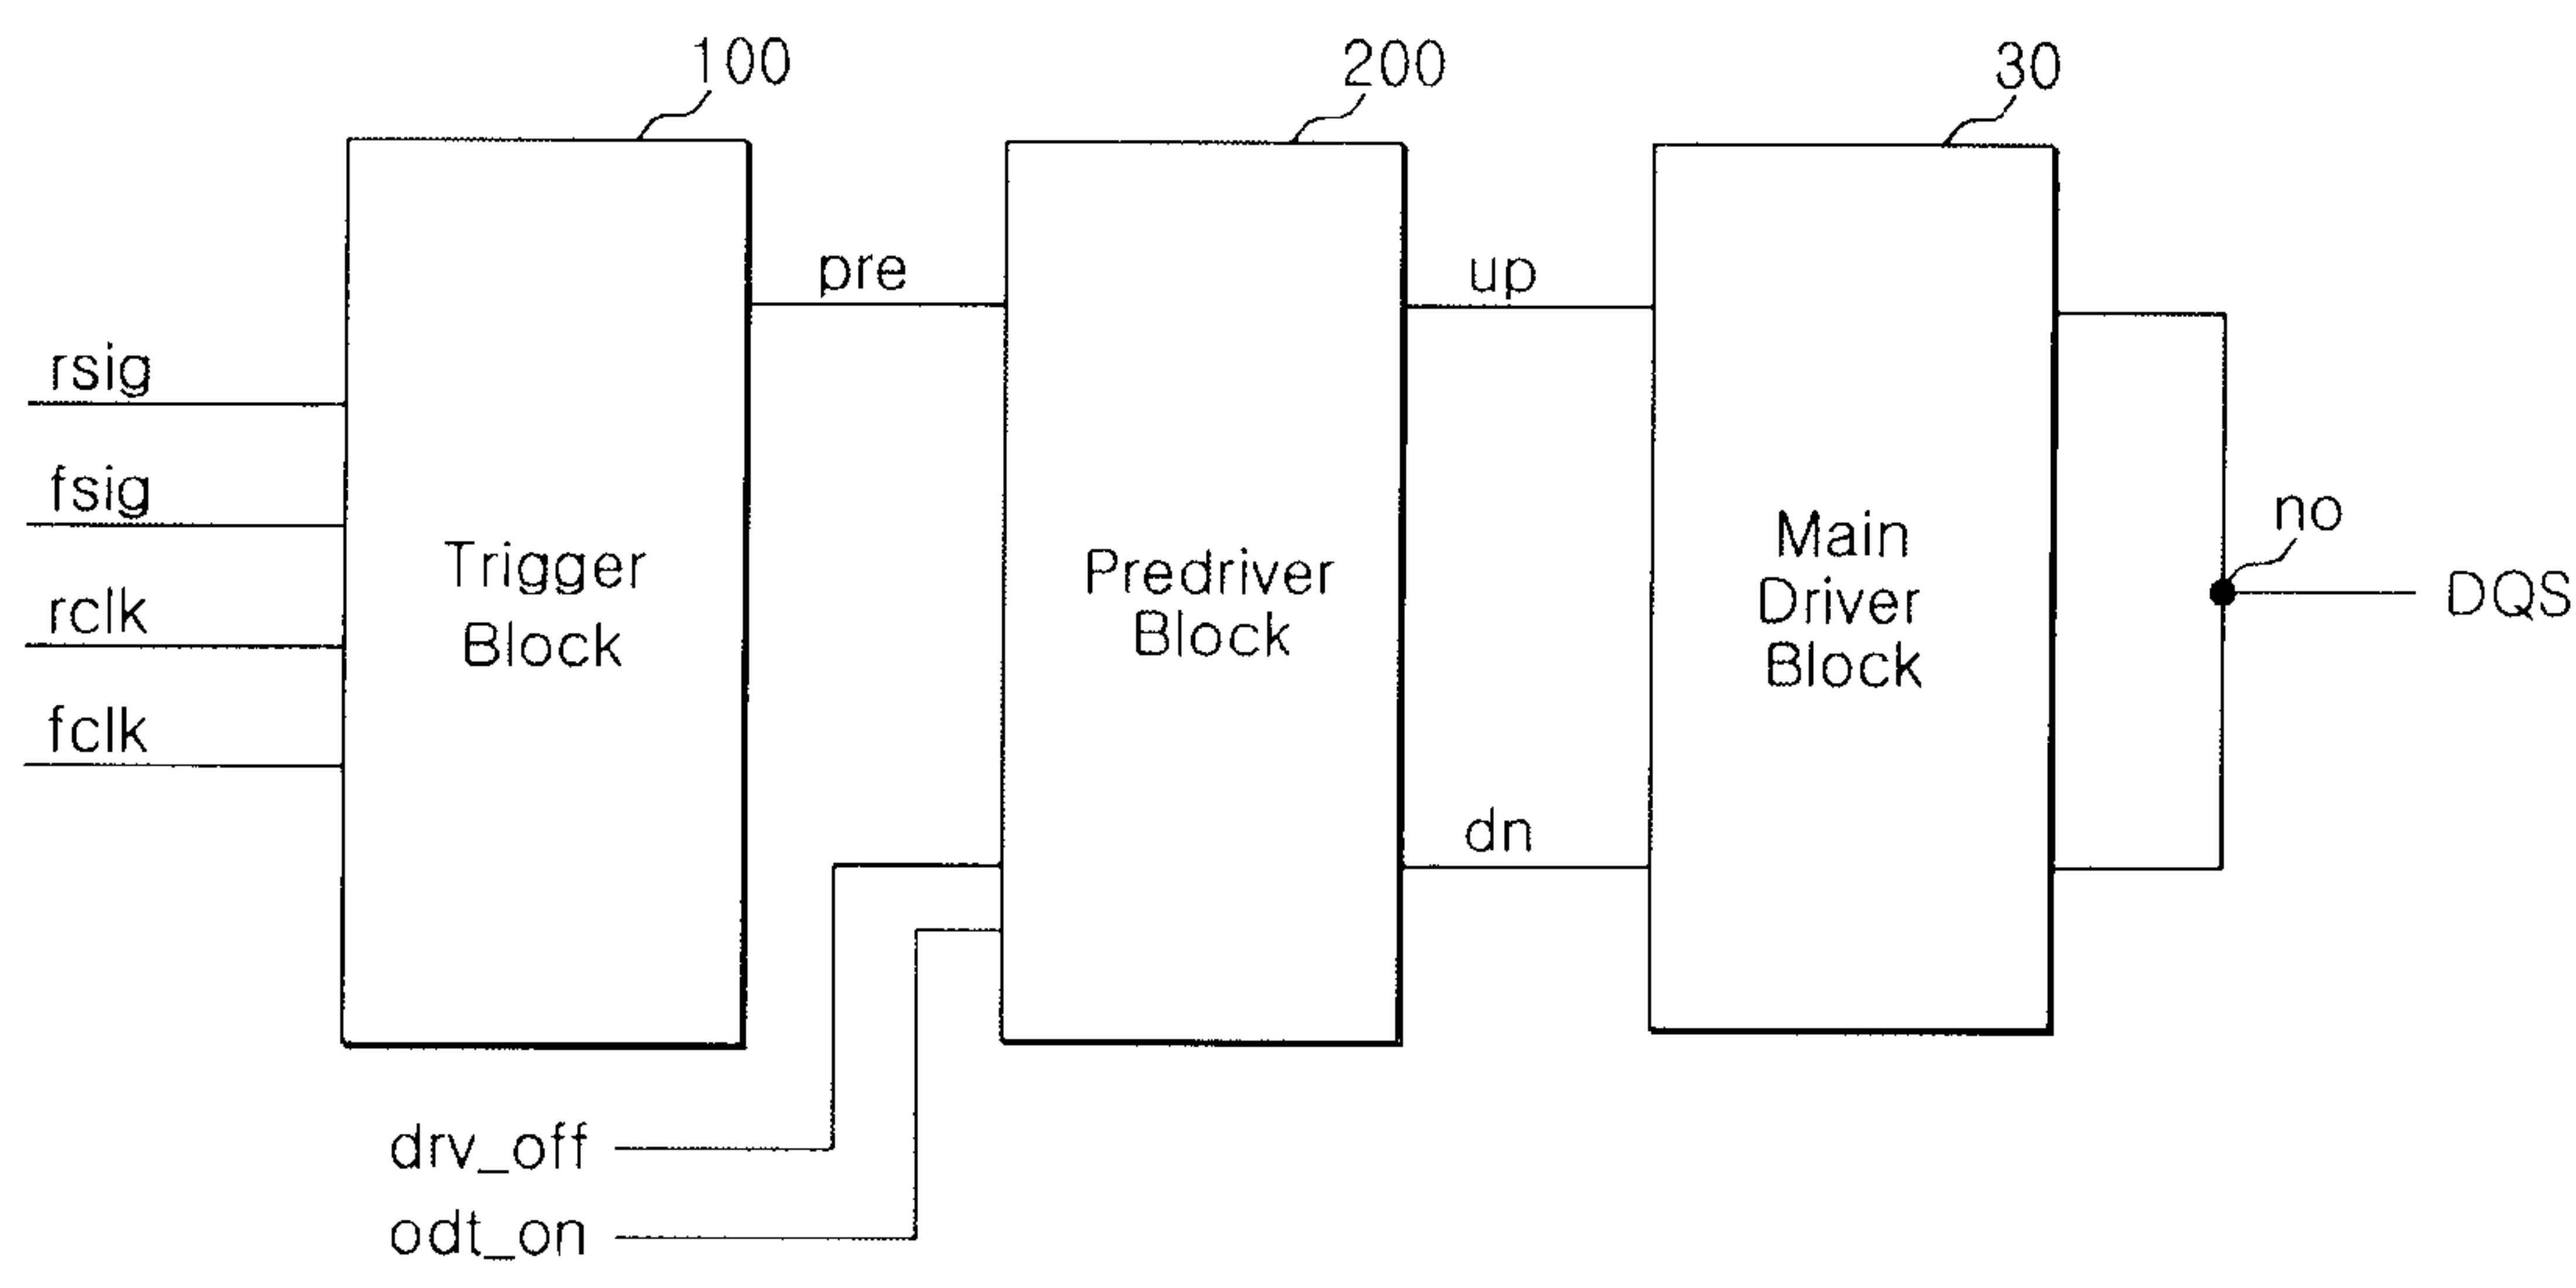 100
200
30
pre
up
rsig
fsig
rclk
fclk
Trigger
Block
Predriver
Block
Main
Driver
Block
no
DQS
dn
drv_off
odt_on